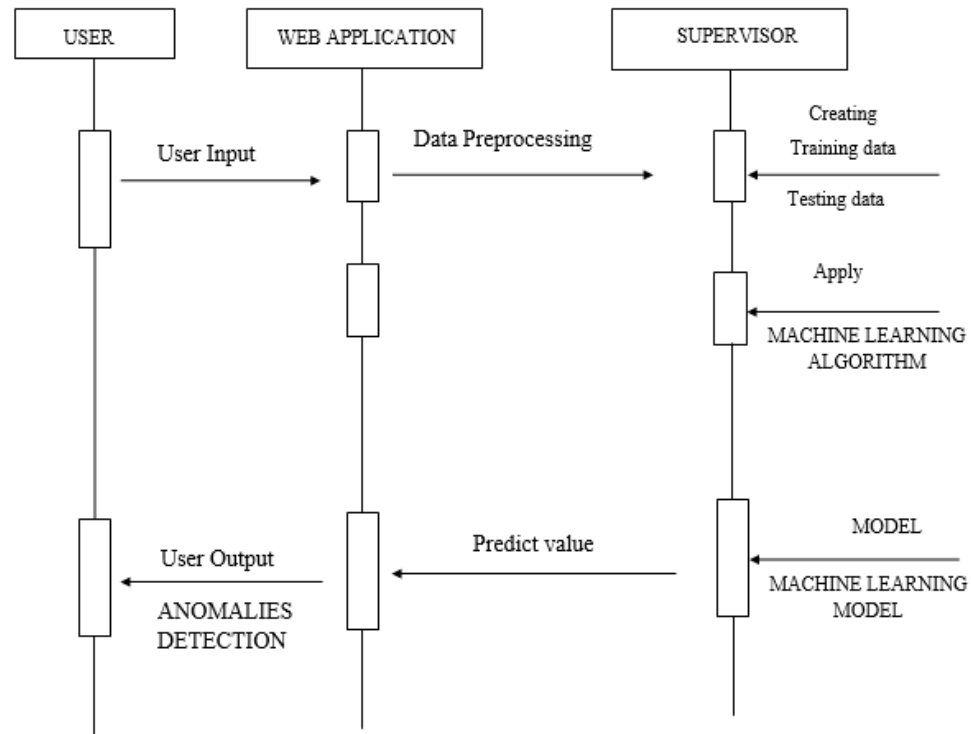 USER
WEB APPLICATION
SUPERVISOR
User Input
Data Preprocessing
Creating
Training data
Testing data
Apply
MACHINE LEARNING
ALGORITHM
MODEL
MACHINE LEARNING
MODEL
Predict value
User Output
ANOMALIES
DETECTION